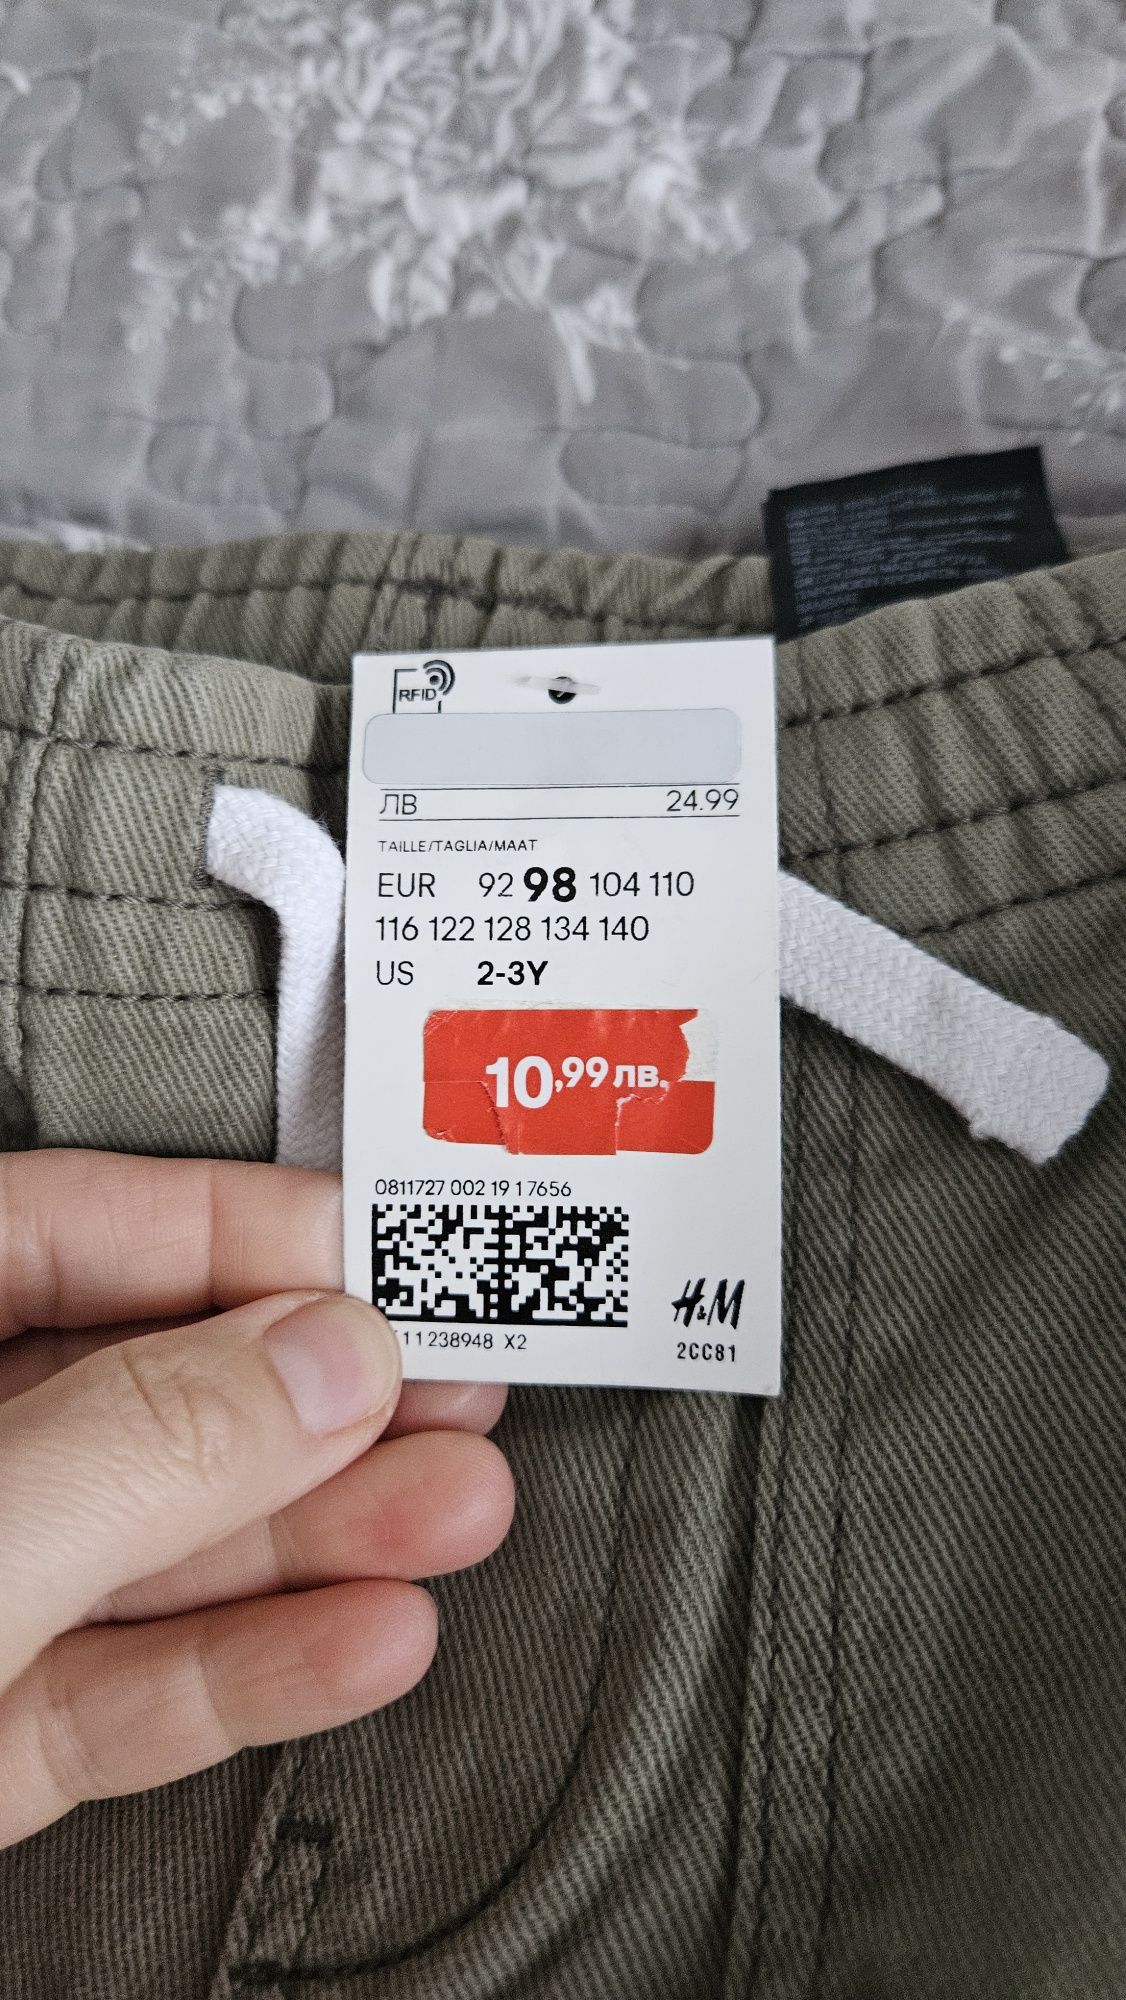 RFID
ЛВ 24.99
TAILLE/TAGLIA/MAAT
EUR 92 98 104 110
116 122 128 134 140
US 2-3Y
10,99 лв.
0811727 002 19 1 7656
11238948 X2
H&M
2CC81